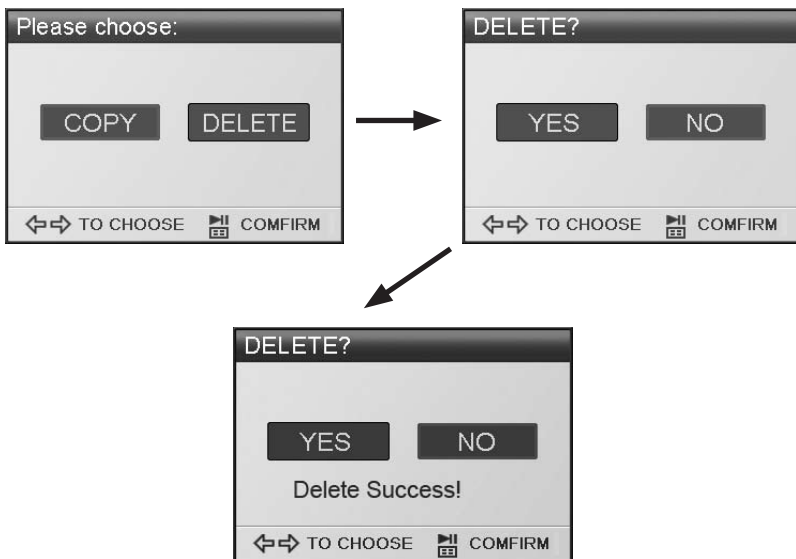 Please choose:
COPY DELETE
TO CHOOSE COMFIRM
DELETE?
YES NO
TO CHOOSE COMFIRM
DELETE?
YES NO
Delete Success!
TO CHOOSE COMFIRM